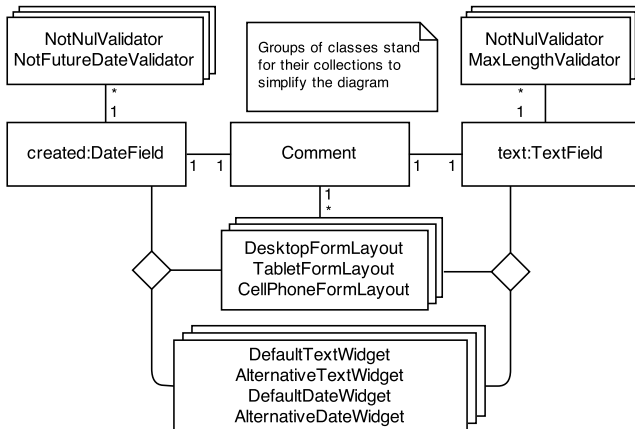 NotNulValidator
NotFutureDateValidator
Groups of classes stand
for their collections to
simplify the diagram
NotNulValidator
MaxLengthValidator
*
1
*
1
created:DateField
1
1
Comment
1
1
text:TextField
1
*
DesktopFormLayout
TabletFormLayout
CellPhoneFormLayout
DefaultTextWidget
AlternativeTextWidget
DefaultDateWidget
AlternativeDateWidget